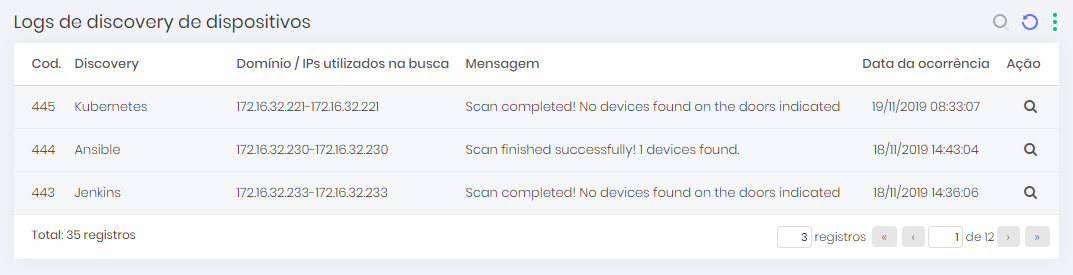 Logs de discovery de dispositivos
Cod. Discovery Domínio / IPs utilizados na busca Mensagem Data da ocorrência Ação
445 Kubernetes 172.16.32.221-172.16.32.221 Scan completed! No devices found on the doors indicated 19/11/2019 08:33:07
444 Ansible 172.16.32.230-172.16.32.230 Scan finished successfully! 1 devices found. 18/11/2019 14:43:04
443 Jenkins 172.16.32.233-172.16.32.233 Scan completed! No devices found on the doors indicated 18/11/2019 14:36:06
Total: 35 registros 3 registros « ‹ 1 de 12 › »